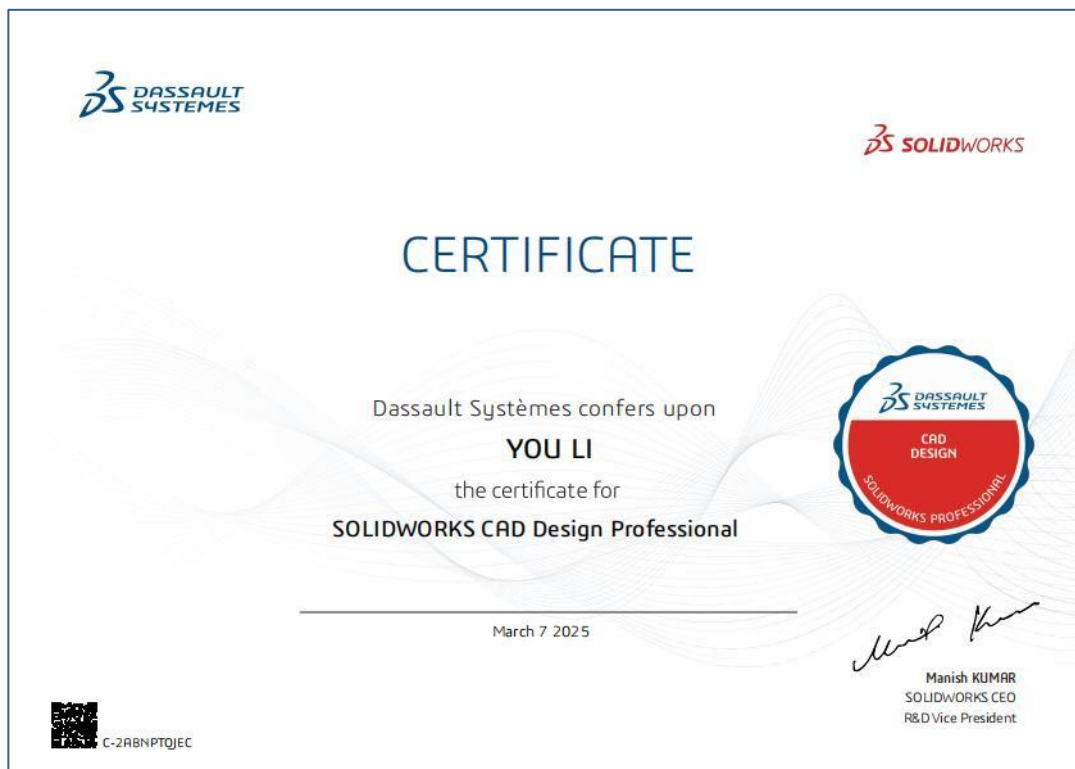 DASSAULT
SYSTEMES
SOLIDWORKS
CERTIFICATE
Dassault Systèmes confers upon
YOU LI
the certificate for
SOLIDWORKS CAD Design Professional
DASSAULT
SYSTEMES
CAD
DESIGN
SOLIDWORKS PROFESSIONAL
March 7 2025
Manish KUMAR
SOLIDWORKS CEO
R&D Vice President
C-2ABNPTQJEC